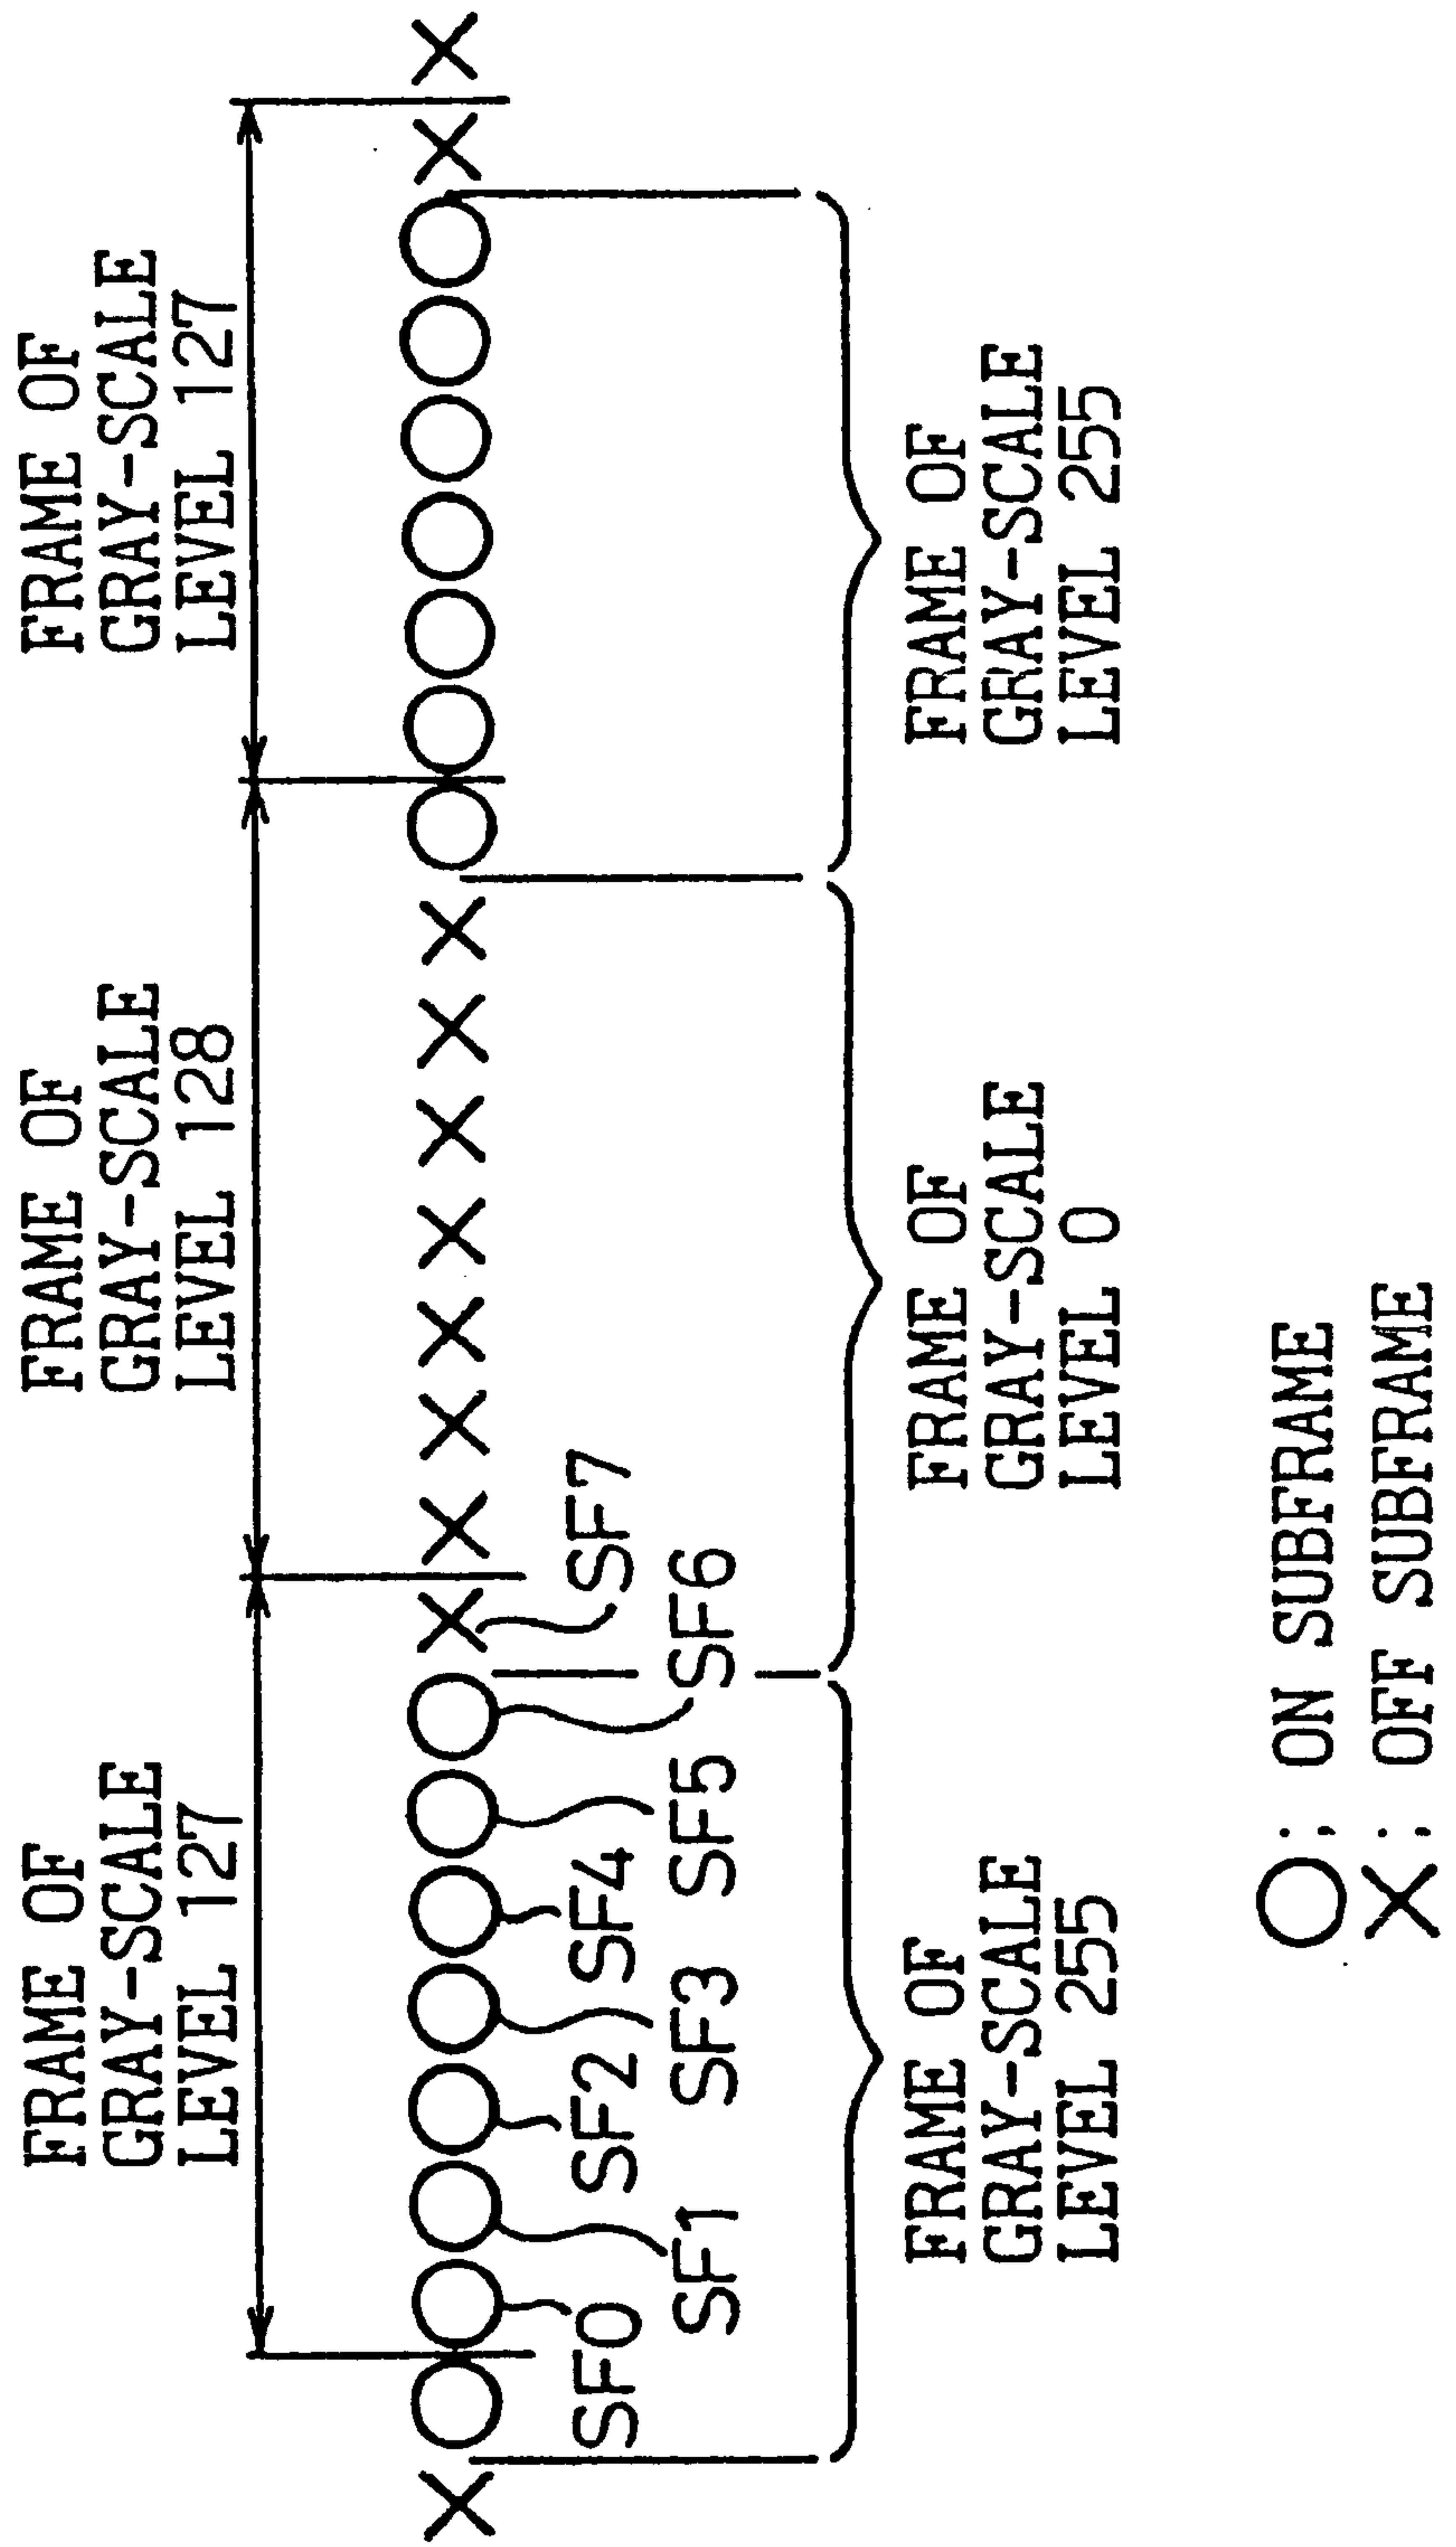 FRAME OF
GRAY-SCALE
LEVEL 127
FRAME OF
GRAY-SCALE
LEVEL 128
FRAME OF
GRAY-SCALE
LEVEL 127
SF0
SF1
SF2
SF3
SF4
SF5
SF6
SF7
FRAME OF
GRAY-SCALE
LEVEL 255
FRAME OF
GRAY-SCALE
LEVEL 0
FRAME OF
GRAY-SCALE
LEVEL 255
○; ON SUBFRAME
×; OFF SUBFRAME